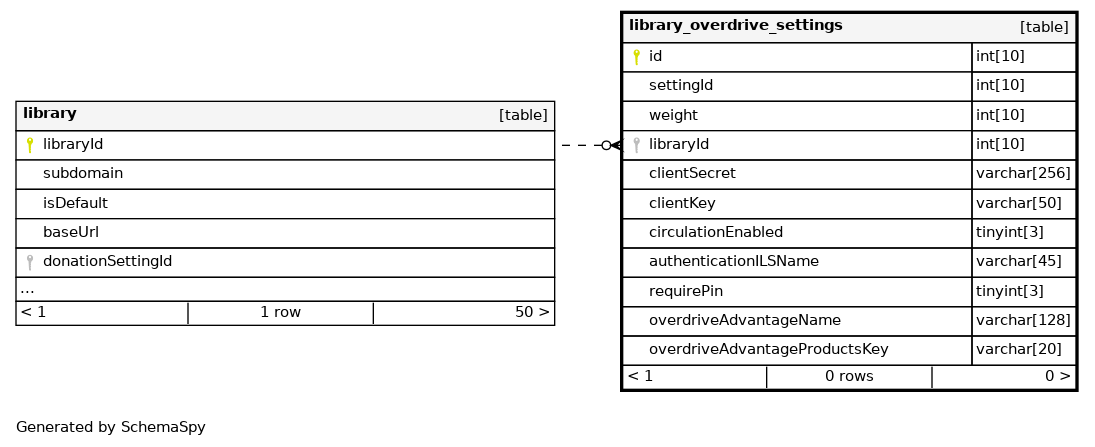 library [table]
libraryId
subdomain
isDefault
baseUrl
donationSettingId
...
< 1 1 row 50 >
library_overdrive_settings [table]
id int[10]
settingId int[10]
weight int[10]
libraryId int[10]
clientSecret varchar[256]
clientKey varchar[50]
circulationEnabled tinyint[3]
authenticationILSName varchar[45]
requirePin tinyint[3]
overdriveAdvantageName varchar[128]
overdriveAdvantageProductsKey varchar[20]
< 1 0 rows 0 >
Generated by SchemaSpy